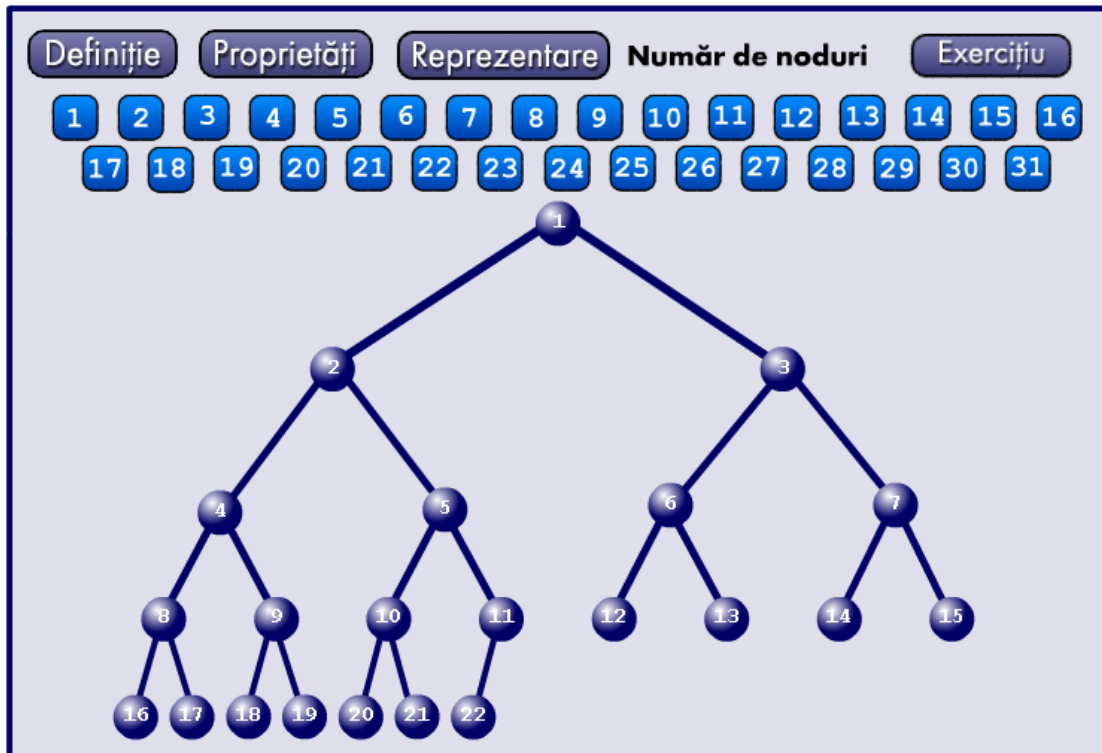 Definiție Proprietăți Reprezentare Număr de noduri Exercițiu
1 2 3 4 5 6 7 8 9 10 11 12 13 14 15 16
17 18 19 20 21 22 23 24 25 26 27 28 29 30 31
1
2 3
4 5 6 7
8 9 10 11 12 13 14 15
16 17 18 19 20 21 22